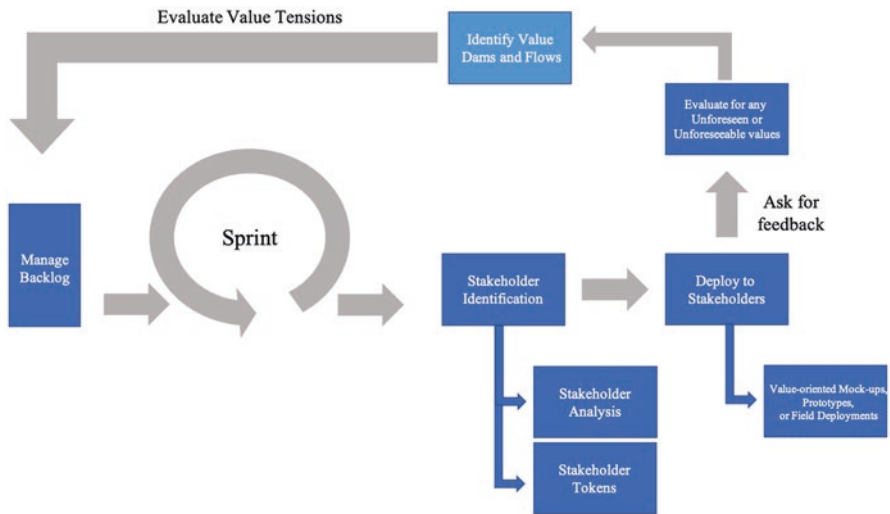 Evaluate Value Tensions
Identify Value
Dams and Flows
Evaluate for any
Unforeseen or
Unforeseeable values
Ask for
feedback
Manage
Backlog
Sprint
Stakeholder
Identification
Deploy to
Stakeholders
Stakeholder
Analysis
Stakeholder
Tokens
Value-oriented Mock-ups,
Prototypes,
or Field Deployments